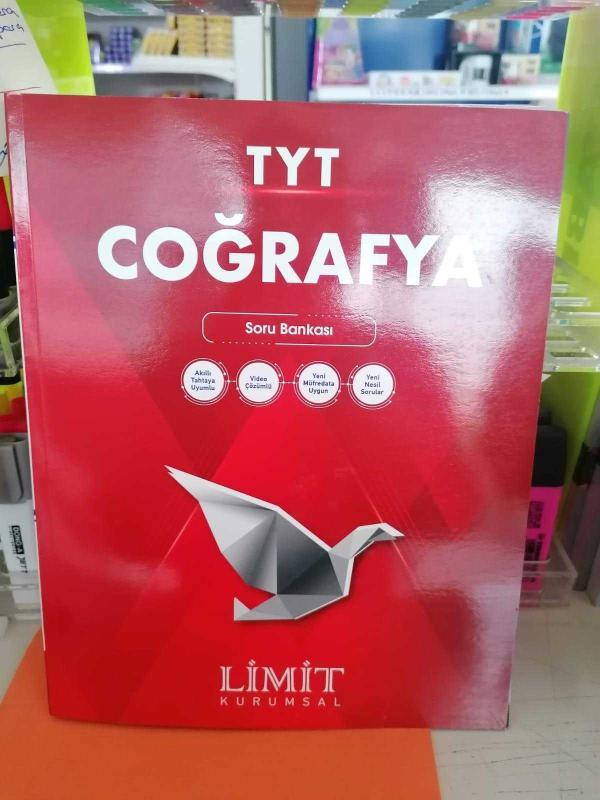 TYT
COĞRAFYA
Soru Bankası
Akıllı
Tahtaya
Uyumlu
Video
Çözümlü
Yeni
Müfredata
Uygun
Yeni
Nesil
Sorular
LİMİT
KURUMSAL